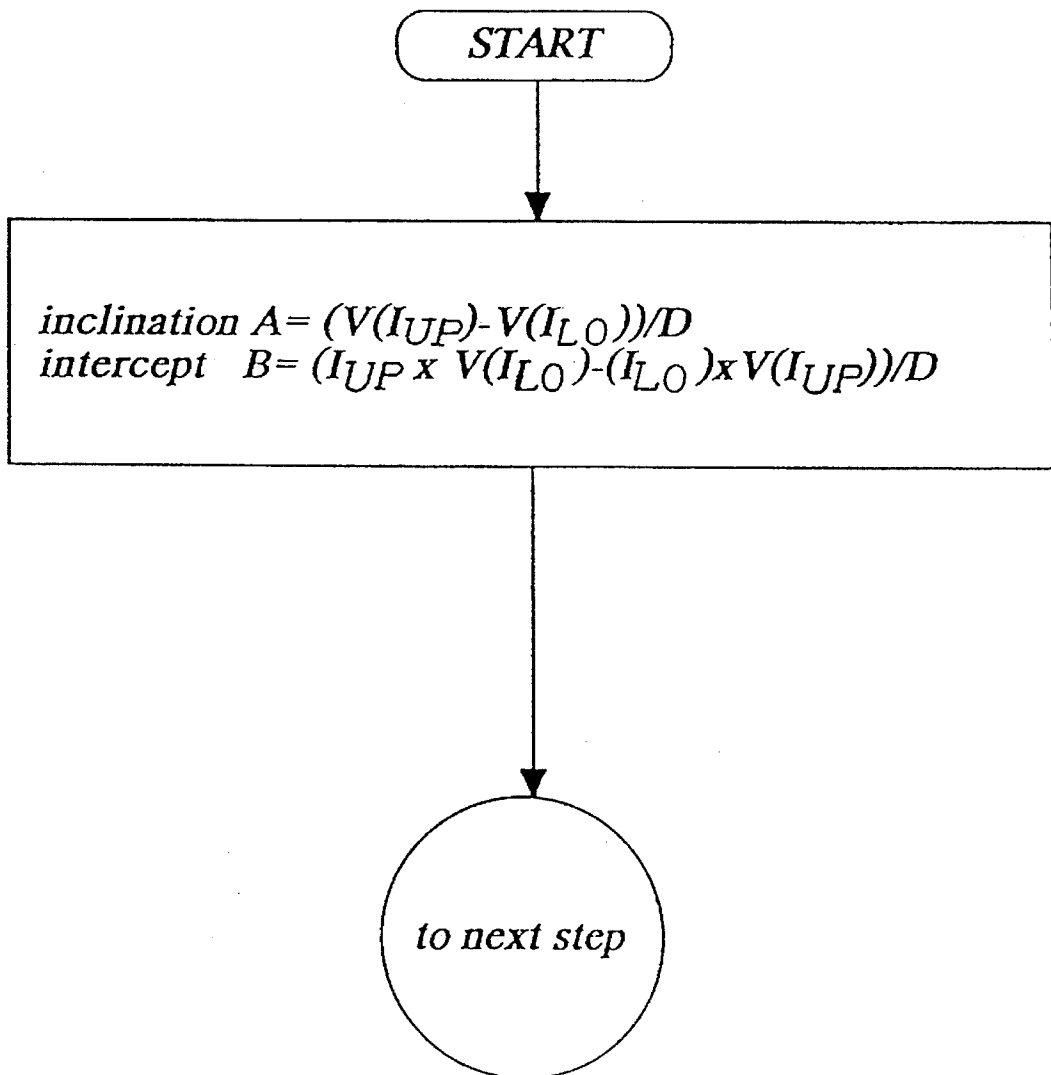 START
inclination A= (V(I_UP)-V(I_LO))/D
intercept B= (I_UP x V(I_LO)-(I_LO)xV(I_UP))/D
to next step